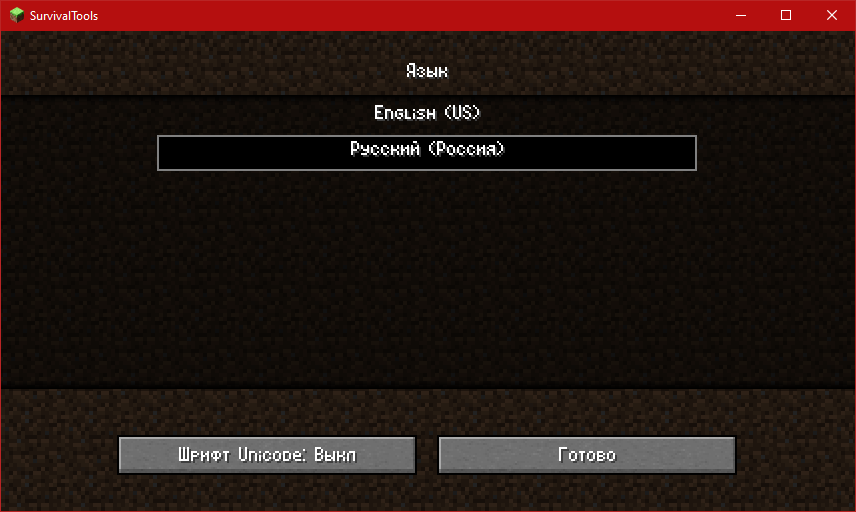 SurvivalTools
Язык
English (US)
Русский (Россия)
Шрифт Unicode: Выкл
Готово